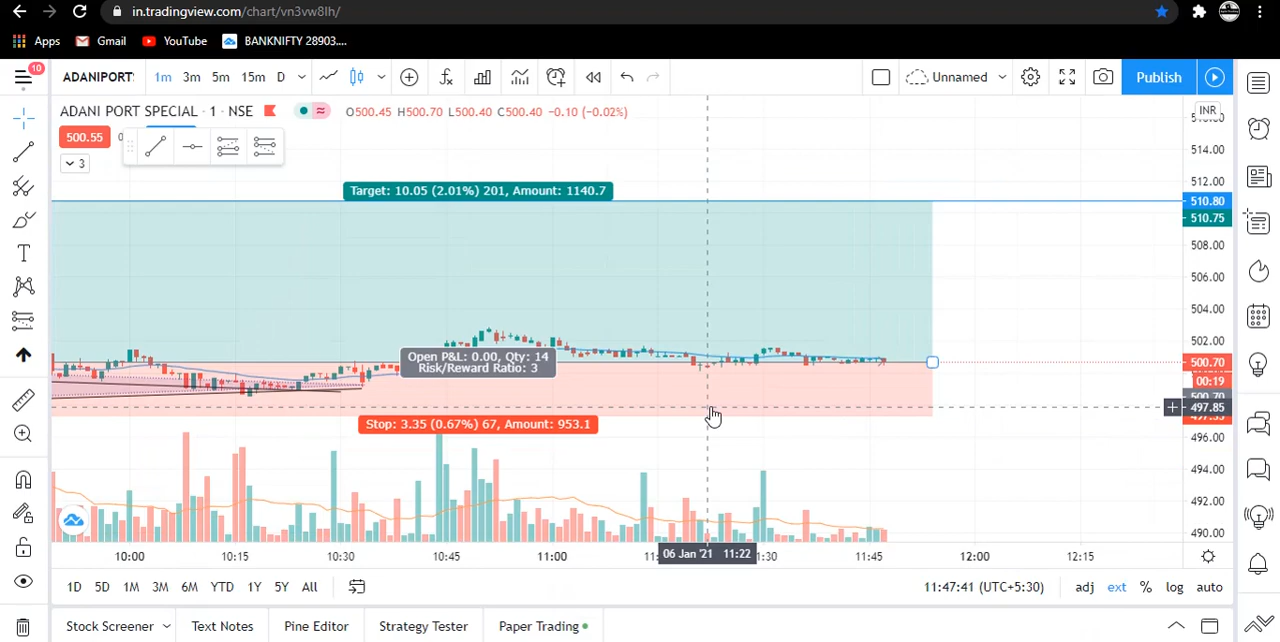 in.tradingview.com/chart/vn3vw8lh/
Apps Gmail YouTube BANKNIFTY 28903....
10 ADANIPORT: 1m 3m 5m 15m D Unnamed Publish
ADANI PORT SPECIAL · 1 · NSE O500.45 H500.70 L500.40 C500.40 -0.10 (-0.02%) INR
500.55
3
514.00
Target: 10.05 (2.01%) 201, Amount: 1140.7
512.00
510.80
510.75
508.00
506.00
504.00
502.00
Open P&L: 0.00, Qty: 14
Risk/Reward Ratio: 3
500.70
00:19
500.70
497.85
Stop: 3.35 (0.67%) 67, Amount: 953.1
496.00
494.00
492.00
490.00
10:00 10:15 10:30 10:45 11:00 06 Jan '21 11:22 11:45 12:00 12:15
1D 5D 1M 3M 6M YTD 1Y 5Y All 11:47:41 (UTC+5:30) adj ext % log auto
Stock Screener Text Notes Pine Editor Strategy Tester Paper Trading